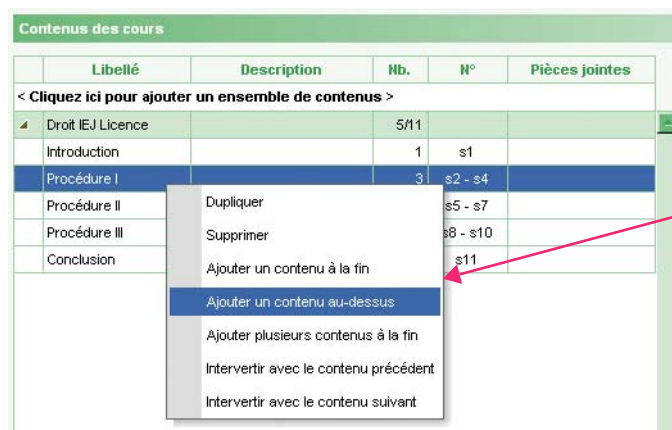 Contenus des cours
Libellé Description Nb. N° Pièces jointes
< Cliquez ici pour ajouter un ensemble de contenus >
Droit IEJ Licence 5/11
Introduction 1 s1
Procédure I 3 s2 - s4
Procédure II s5 - s7
Procédure III s8 - s10
Conclusion s11
Dupliquer
Supprimer
Ajouter un contenu à la fin
Ajouter un contenu au-dessus
Ajouter plusieurs contenus à la fin
Intervertir avec le contenu précédent
Intervertir avec le contenu suivant